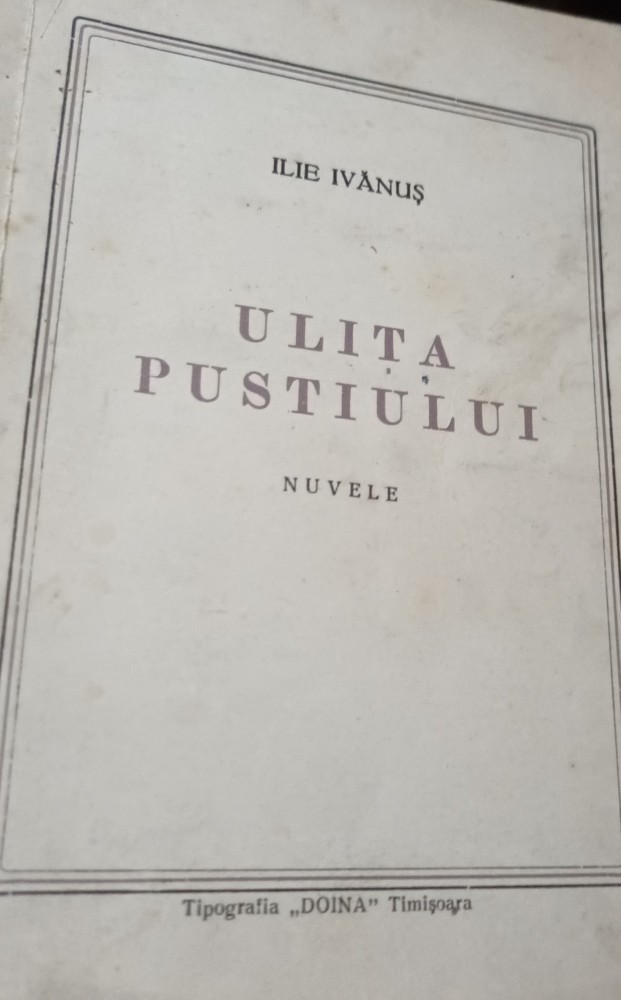 ILIE IVĂNUȘ
ULIȚA
PUSTIULUI
NUVELE
Tipografia „DOINA” Timișoara